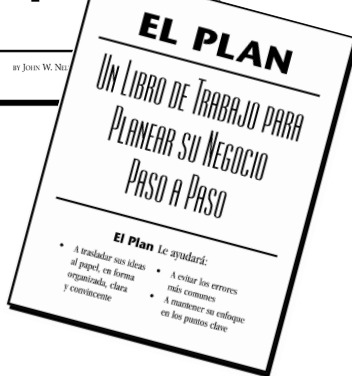 BY JOHN W. NEL
EL PLAN
UN LIBRO DE TRABAJO PARA
PLANEAR SU NEGOCIO
PASO A PASO
El Plan Le ayudará:
• A trasladar sus ideas
al papel, en forma
organizada, clara
y convincente
• A evitar los errores
más comunes
• A mantener su enfoque
en los puntos clave